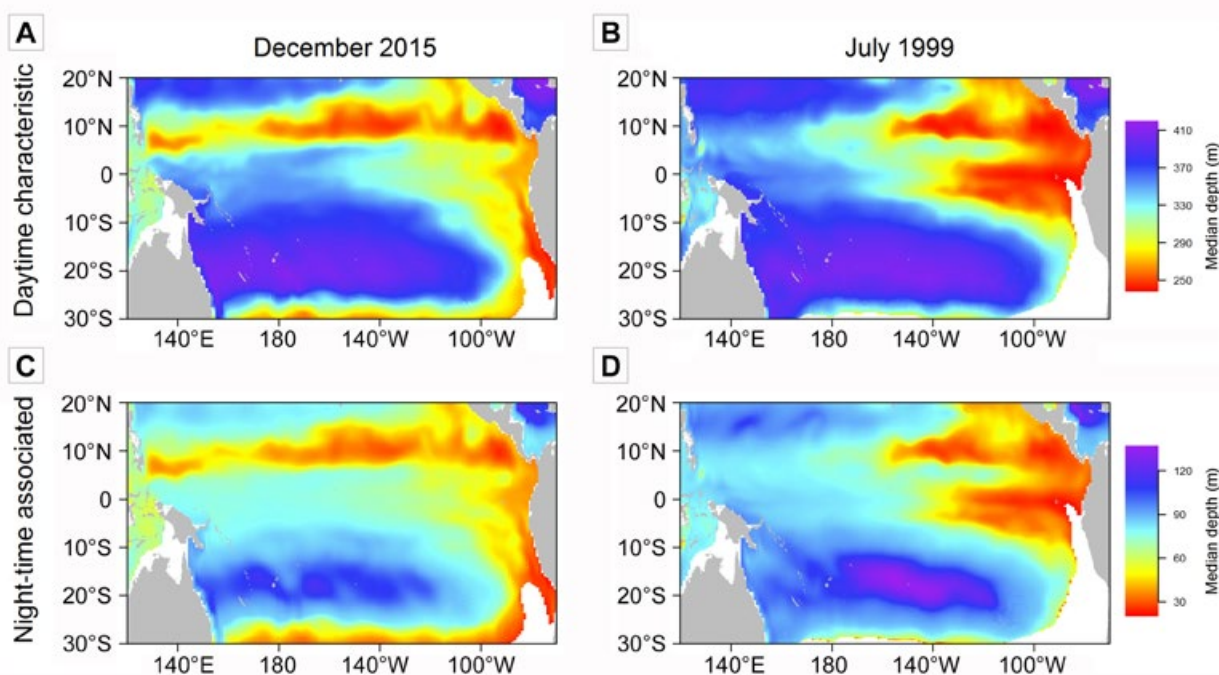 A
B
December 2015
July 1999
Daytime characteristic
20°N
10°N
0
10°S
20°S
30°S
140°E
180
140°W
100°W
20°N
10°N
0
10°S
20°S
30°S
140°E
180
140°W
100°W
410
370
330
290
250
Median depth (m)
C
D
Night-time associated
20°N
10°N
0
10°S
20°S
30°S
140°E
180
140°W
100°W
20°N
10°N
0
10°S
20°S
30°S
140°E
180
140°W
100°W
120
90
60
30
Median depth (m)